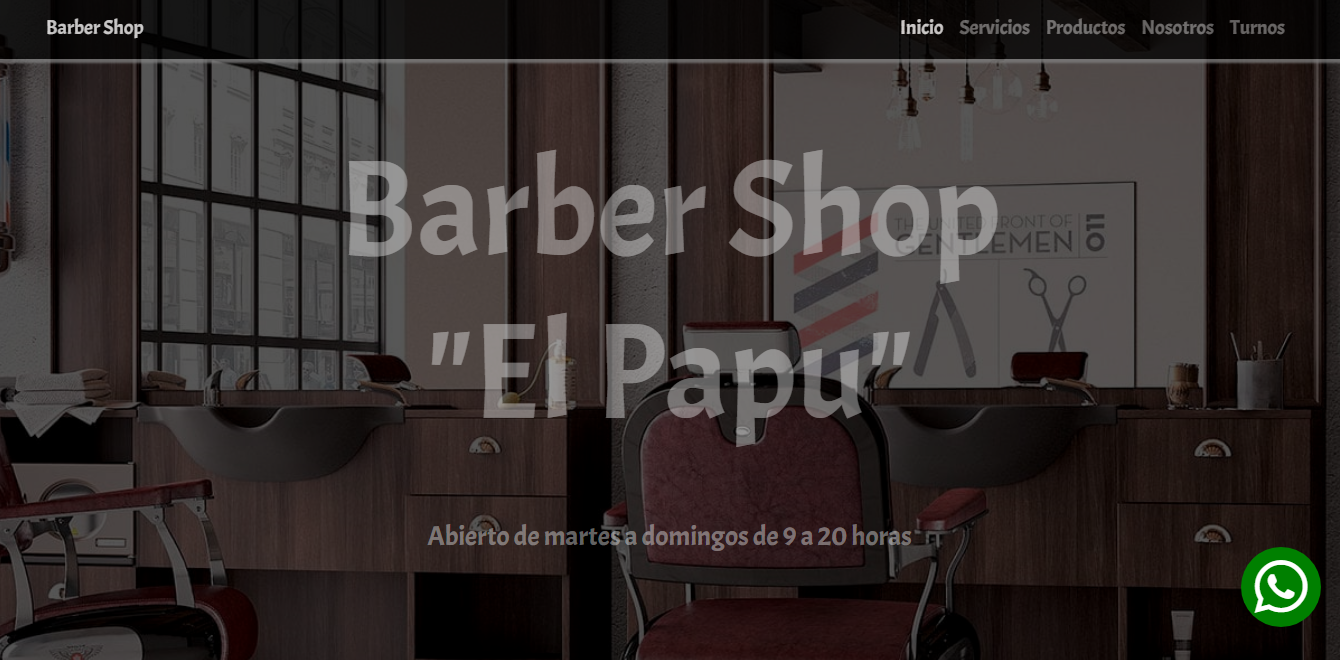 Barber Shop
Inicio Servicios Productos Nosotros Turnos
Barber Shop
"El Papu"
THE UNITED FRONT OF
GENTLEMEN
011
Abierto de martes a domingos de 9 a 20 horas